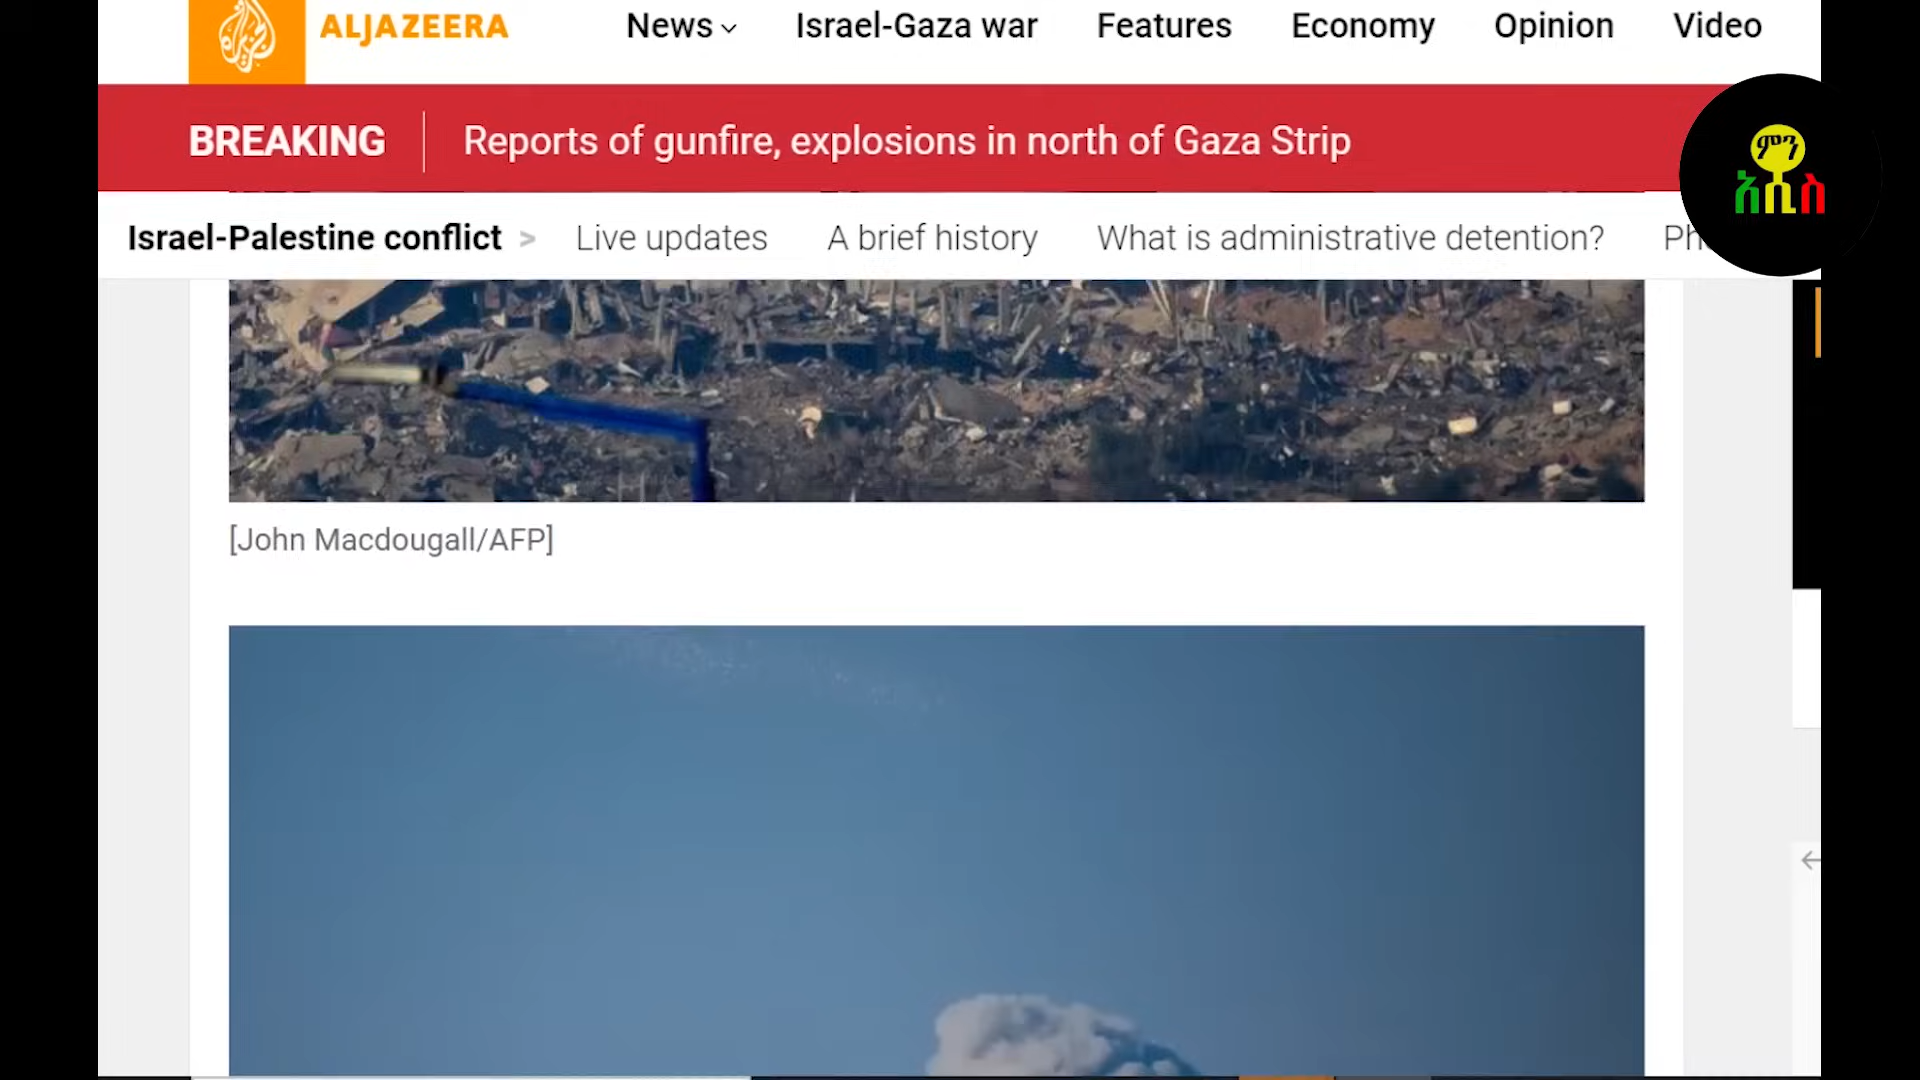 ALJAZEERA
News
Israel-Gaza war
Features
Economy
Opinion
Video
BREAKING
Reports of gunfire, explosions in north of Gaza Strip
ምን
አዲስ
Israel-Palestine conflict >
Live updates
A brief history
What is administrative detention?
[John Macdougall/AFP]